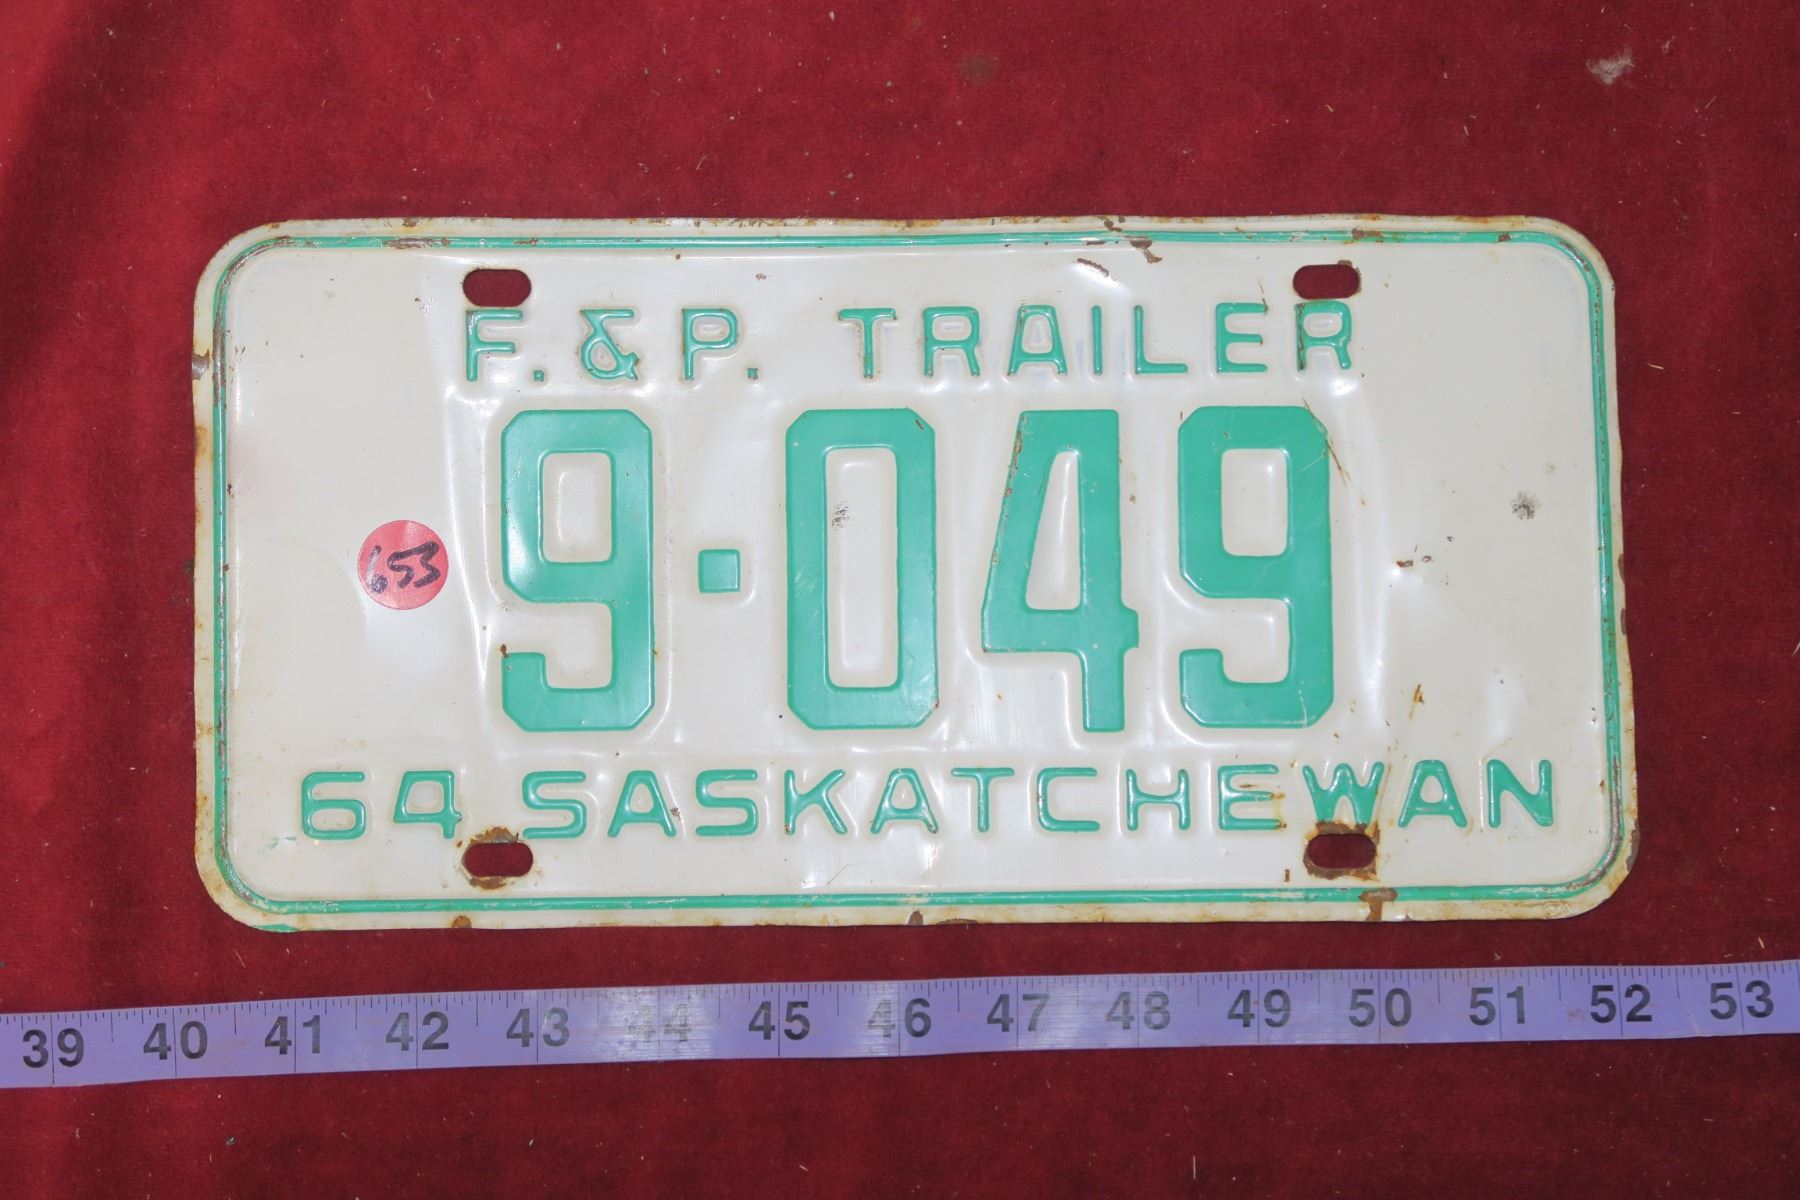 F. & P. TRAILER
653
9-049
64 SASKATCHEWAN
39 40 41 42 43 44 45 46 47 48 49 50 51 52 53